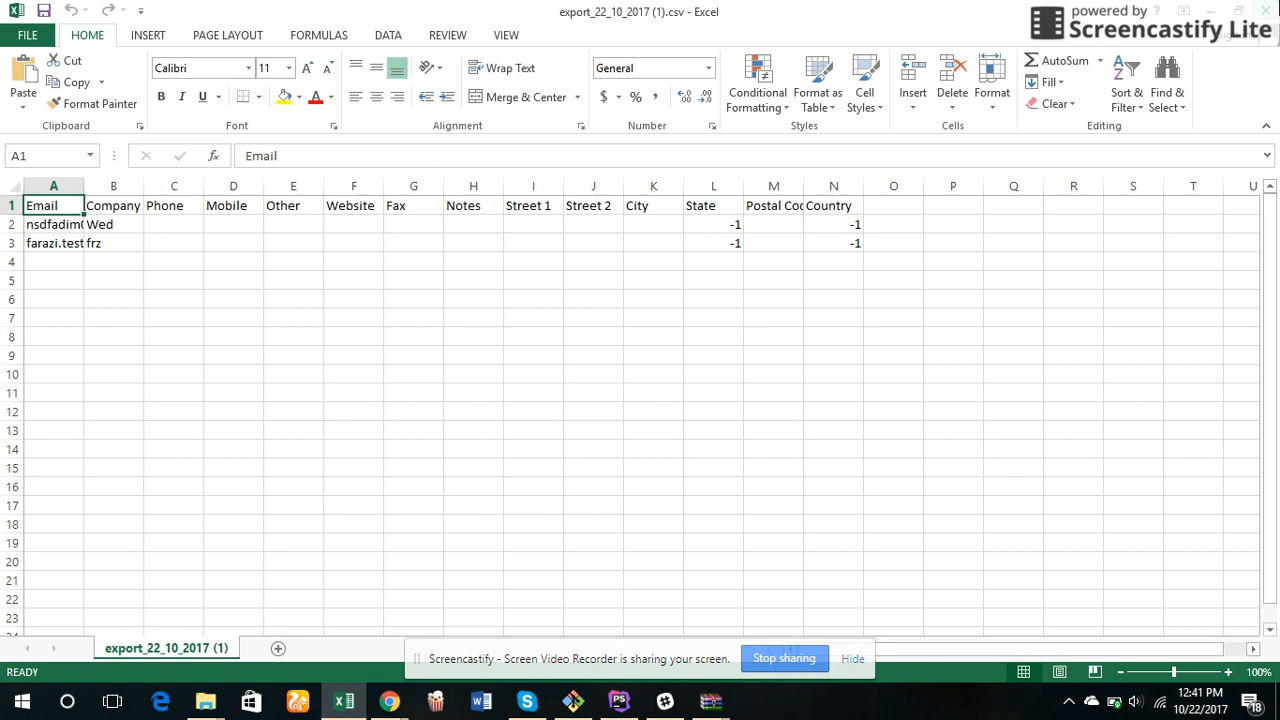 export_22_10_2017 (1).csv - Excel
powered by
Screencastify Lite
FILE HOME INSERT PAGE LAYOUT FORMULAS DATA REVIEW VIEW
Paste
Cut
Copy
Format Painter
Clipboard
Calibri 11
B I U
Font
Wrap Text
Merge & Center
Alignment
General
$ % ,
Number
Conditional Formatting
Format as Table
Cell Styles
Styles
Insert Delete Format
Cells
AutoSum
Fill
Clear
Sort & Filter
Find & Select
Editing
A1 fx Email
A B C D E F G H I J K L M N O P Q R S T U
1 Email Company Phone Mobile Other Website Fax Notes Street 1 Street 2 City State Postal Coc Country
2 nsdfadim( Wed -1 -1
3 farazi.test frz -1 -1
4
5
6
7
8
9
10
11
12
13
14
15
16
17
18
19
20
21
22
23
export_22_10_2017 (1)
Screencastify - Screen Video Recorder is sharing your screen. Stop sharing Hide
READY 100%
12:41 PM
10/22/2017
18